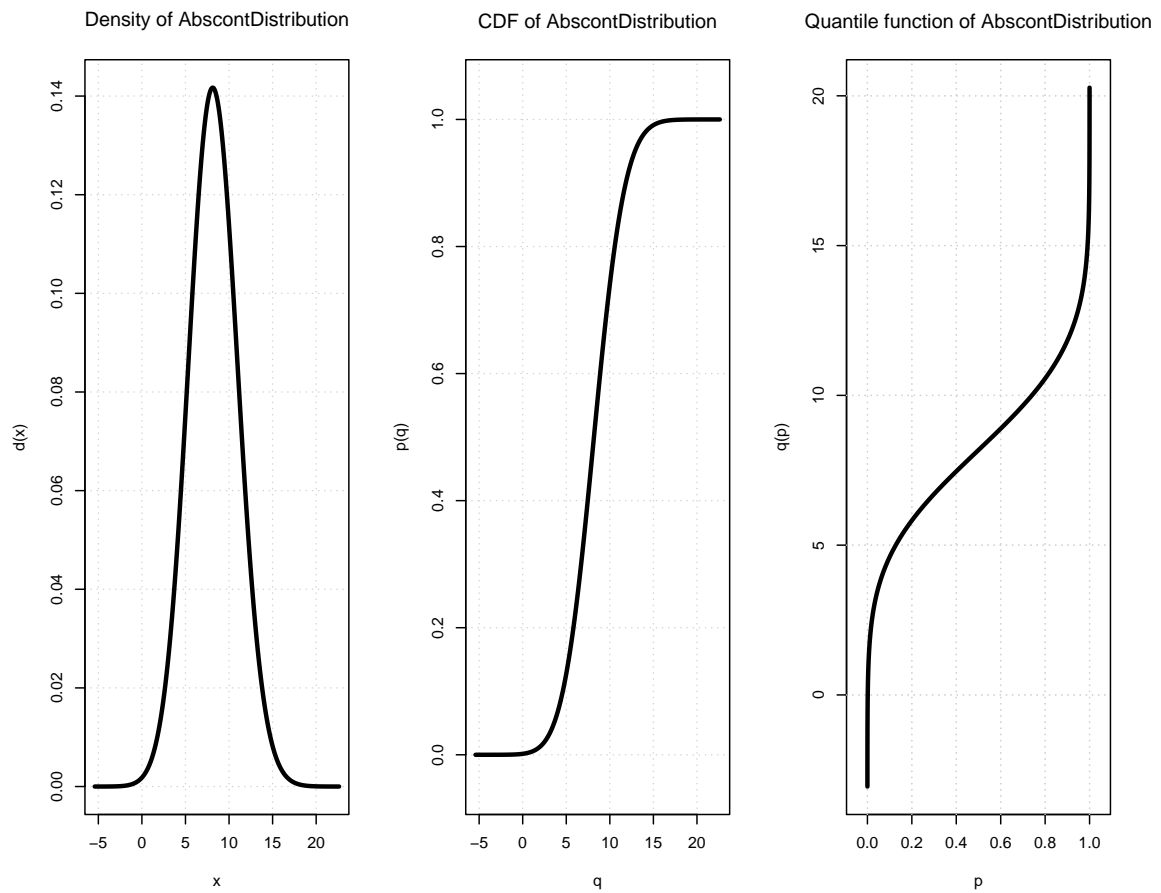 Density of AbscontDistribution
d(x)
0.14
0.12
0.10
0.08
0.06
0.04
0.02
0.00
−5 0 5 10 15 20
x
CDF of AbscontDistribution
p(q)
1.0
0.8
0.6
0.4
0.2
0.0
−5 0 5 10 15 20
q
Quantile function of AbscontDistribution
q(p)
20
15
10
5
0
0.0 0.2 0.4 0.6 0.8 1.0
p